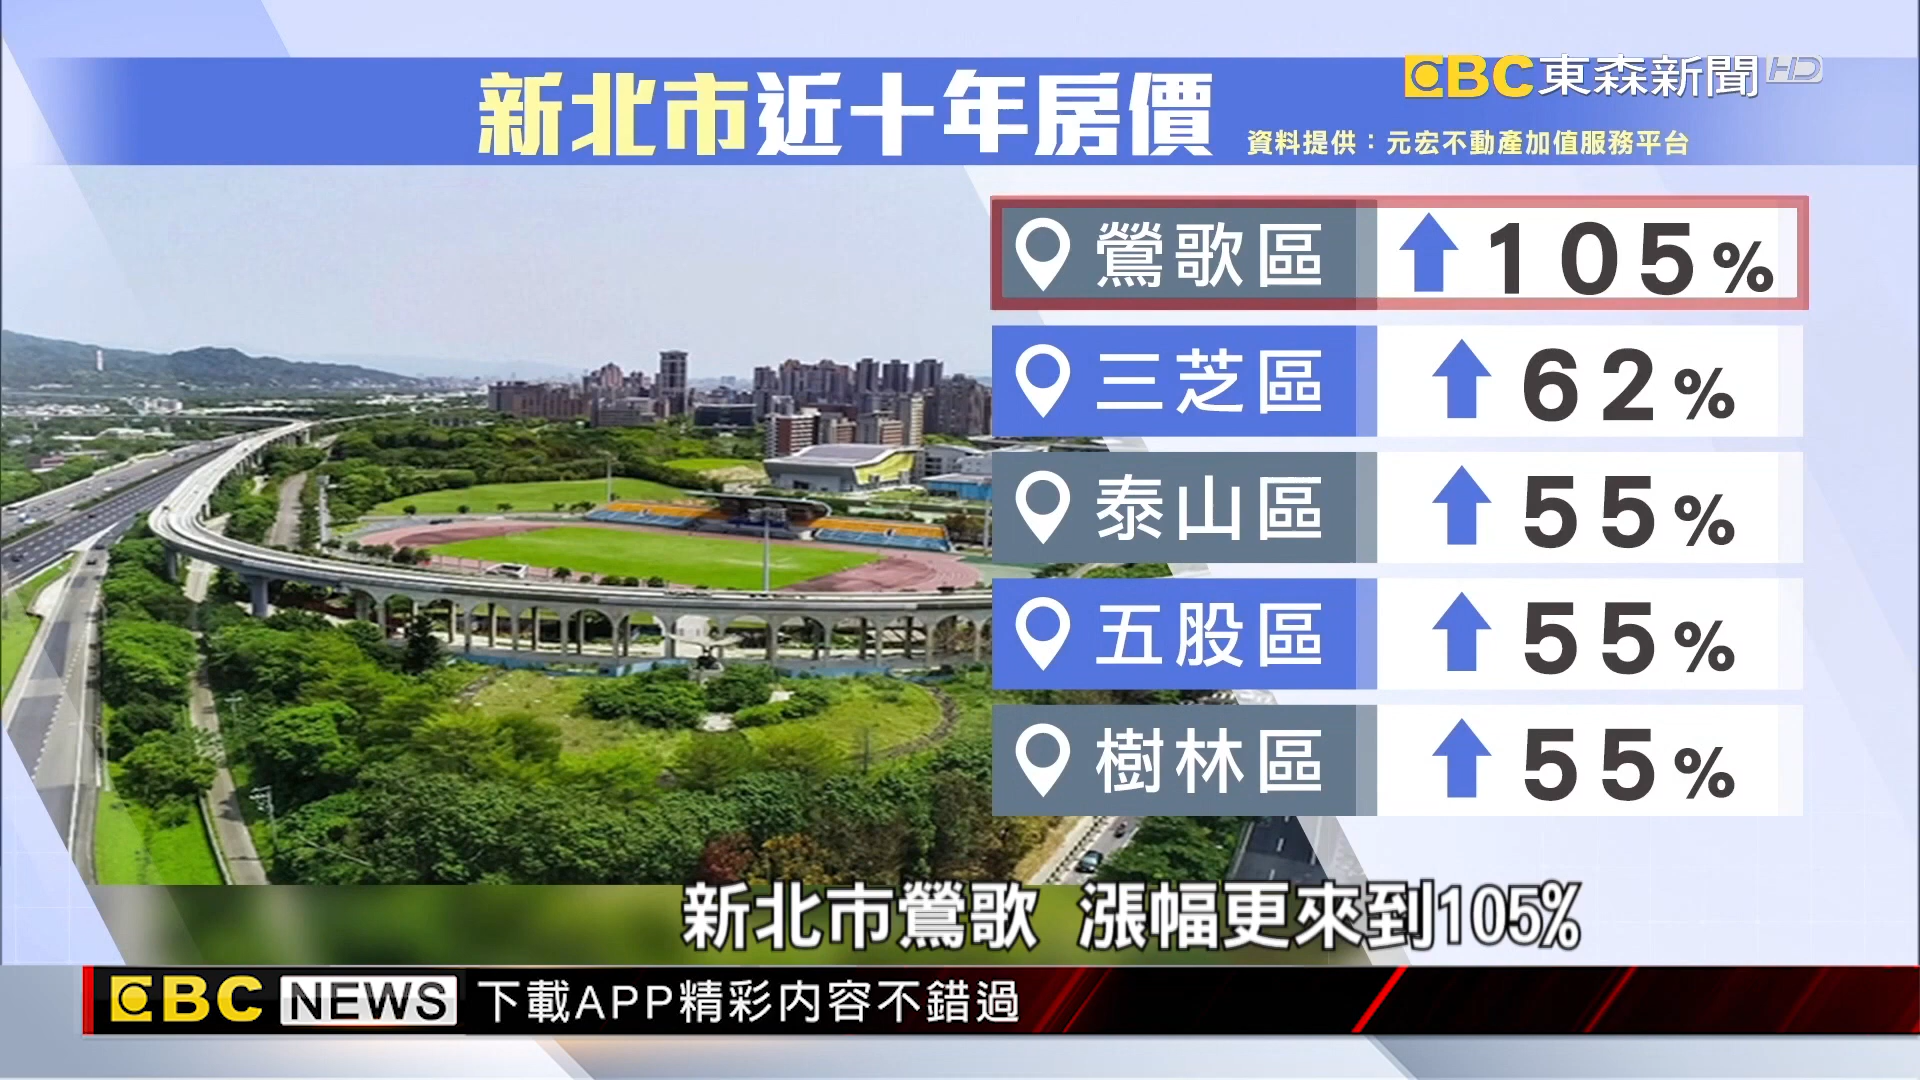 EBC東森新聞HD
新北市近十年房價
資料提供：元宏不動產加值服務平台
鶯歌區 105%
三芝區 62%
泰山區 55%
五股區 55%
樹林區 55%
新北市鶯歌 漲幅更來到105%
EBC NEWS 下載APP精彩內容不錯過